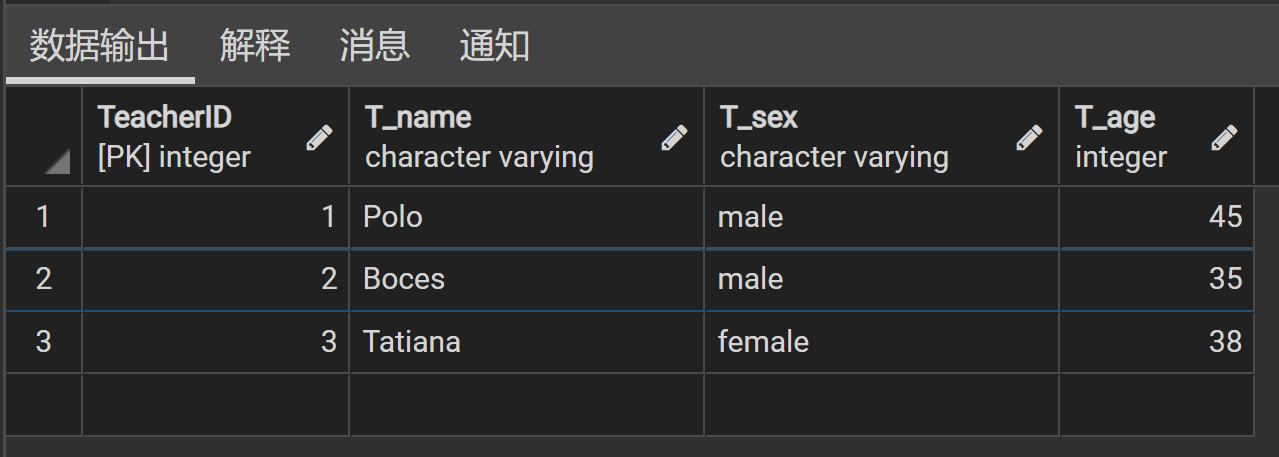 数据输出 解释 消息 通知
TeacherID T_name T_sex T_age
[PK] integer character varying character varying integer
1 1 Polo male 45
2 2 Boces male 35
3 3 Tatiana female 38